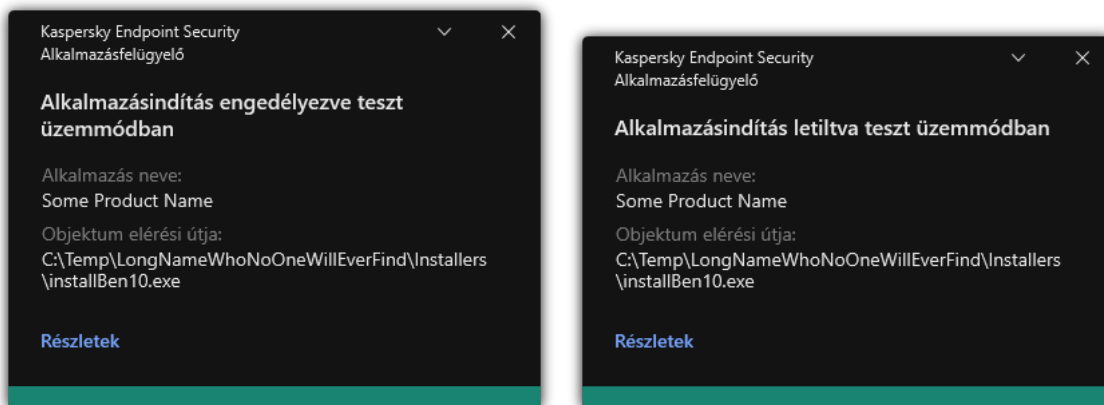 Kaspersky Endpoint Security
Alkalmazásfelügyelő
Alkalmazásindítás engedélyezve teszt
üzemmódban
Alkalmazás neve:
Some Product Name
Objektum elérési útja:
C:\Temp\LongNameWhoNoOneWillEverFind\Installers
\installBen10.exe
Részletek
Kaspersky Endpoint Security
Alkalmazásfelügyelő
Alkalmazásindítás letiltva teszt üzemmódban
Alkalmazás neve:
Some Product Name
Objektum elérési útja:
C:\Temp\LongNameWhoNoOneWillEverFind\Installers
\installBen10.exe
Részletek